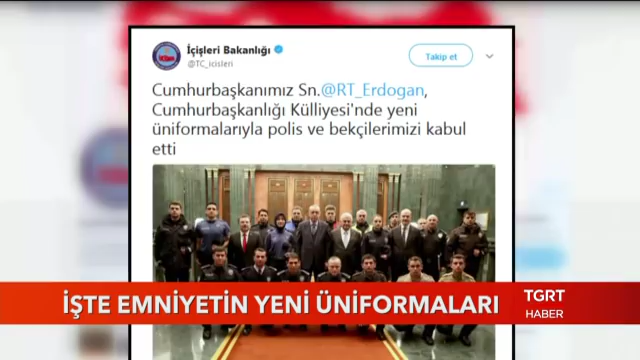 İçişleri Bakanlığı
@TC_icisleri
Takip et
Cumhurbaşkanımız Sn.@RT_Erdogan,
Cumhurbaşkanlığı Külliyesi'nde yeni
üniformalarıyla polis ve bekçilerimizi kabul
etti
İŞTE EMNİYETİN YENİ ÜNİFORMALARI
TGRT
HABER